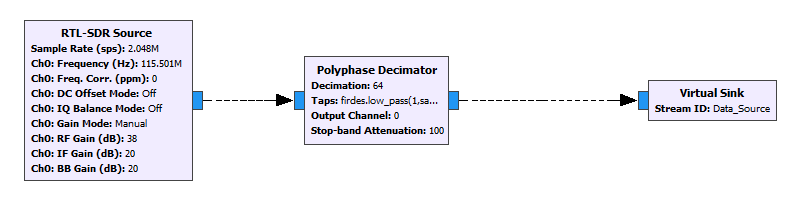 RTL-SDR Source
Sample Rate (sps): 2.048M
Ch0: Frequency (Hz): 115.501M
Ch0: Freq. Corr. (ppm): 0
Ch0: DC Offset Mode: Off
Ch0: IQ Balance Mode: Off
Ch0: Gain Mode: Manual
Ch0: RF Gain (dB): 38
Ch0: IF Gain (dB): 20
Ch0: BB Gain (dB): 20
Polyphase Decimator
Decimation: 64
Taps: firdes.low_pass(1,sa...
Output Channel: 0
Stop-band Attenuation: 100
Virtual Sink
Stream ID: Data_Source